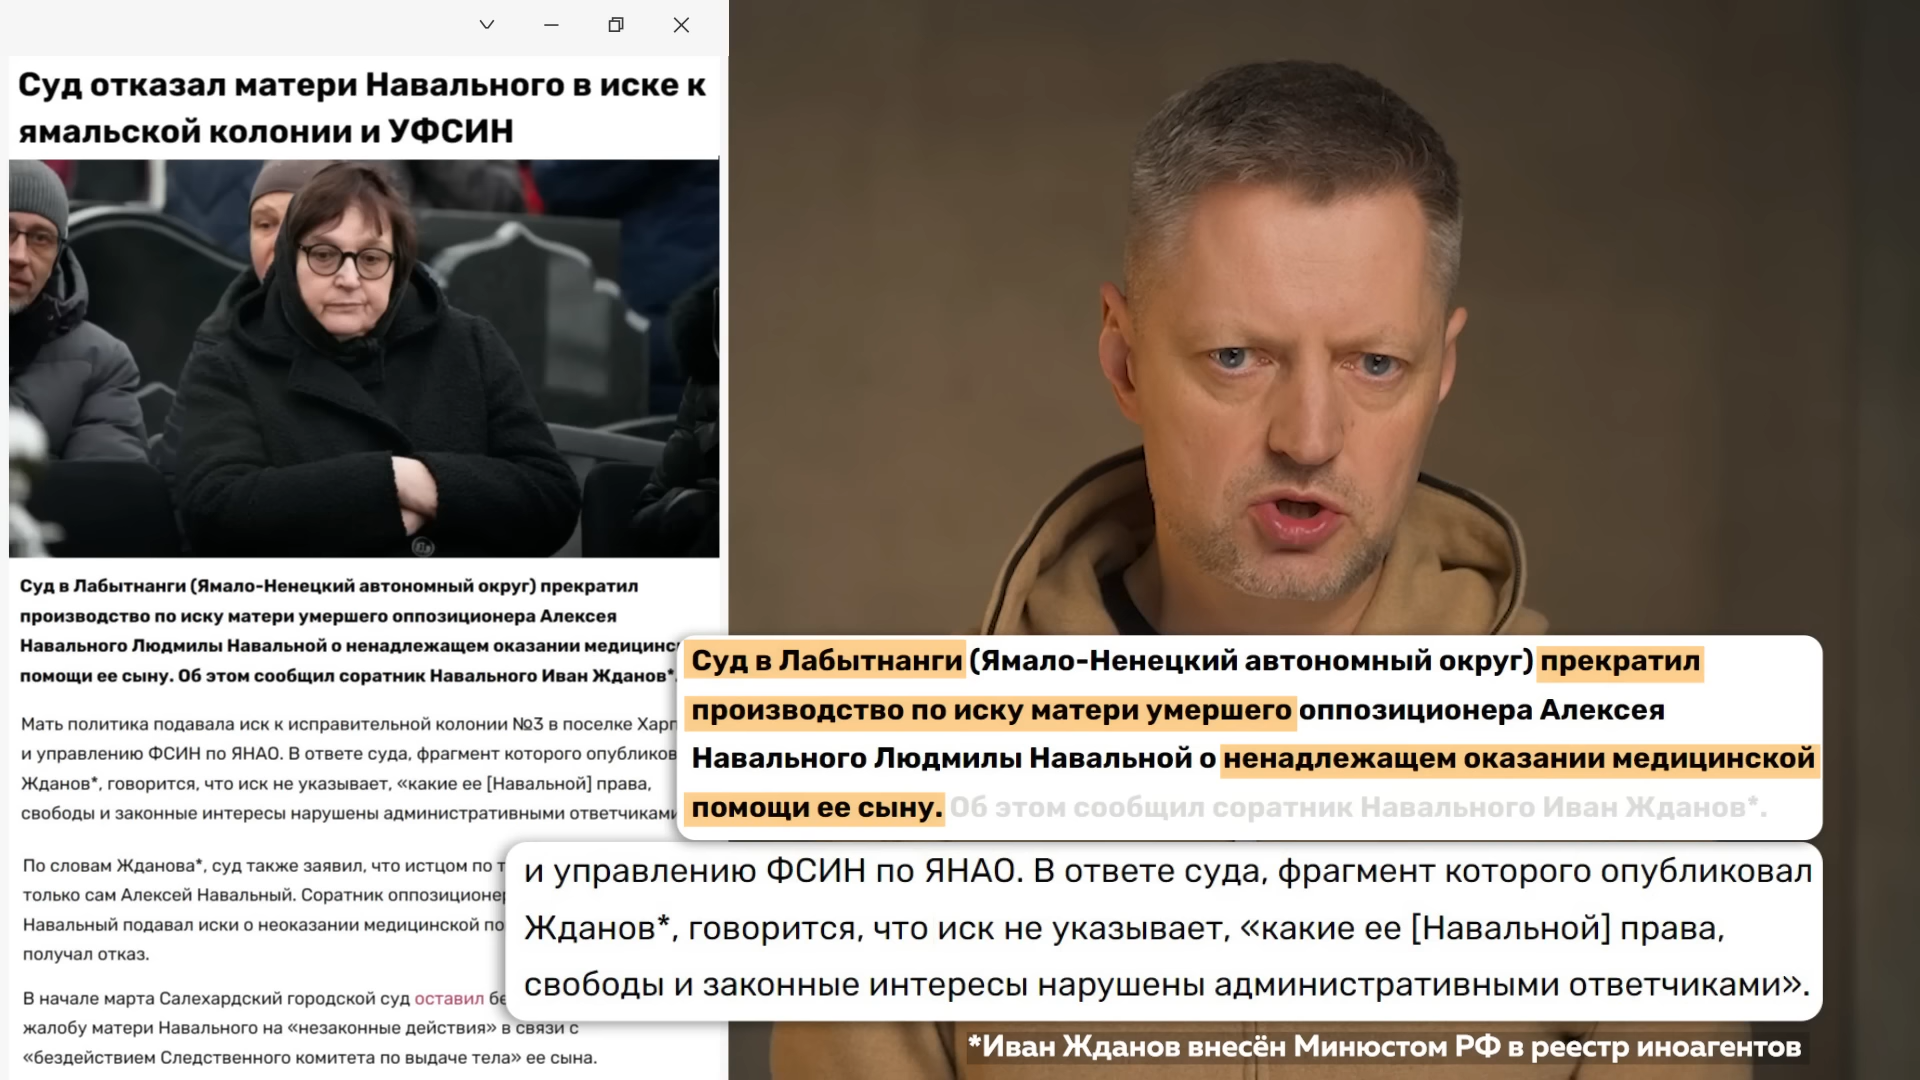 Суд отказал матери Навального в иске к
ямальской колонии и УФСИН
Суд в Лабытнанги (Ямало-Ненецкий автономный округ) прекратил
производство по иску матери умершего оппозиционера Алексея
Навального Людмилы Навальной о ненадлежащем оказании
помощи ее сыну. Об этом сообщил соратник Навального Иван Жданов*.
Мать политика подавала иск к исправительной колонии №3 в поселке
и управлению ФСИН по ЯНАО. В ответе суда, фрагмент которого
Жданов*, говорится, что иск не указывает, «какие ее [Навальной] права,
свободы и законные интересы нарушены административными ответчиками
По словам Жданова*, суд также заявил, что истцом по
только сам Алексей Навальный. Соратник
Навальный подавал иски о неоказании медицинской
получал отказ.
В начале марта Салехардский городской суд оставил
жалобу матери Навального на «незаконные действия» в связи с
«бездействием Следственного комитета по выдаче тела» ее сына.
Суд в Лабытнанги (Ямало-Ненецкий автономный округ) прекратил
производство по иску матери умершего оппозиционера Алексея
Навального Людмилы Навальной о ненадлежащем оказании медицинской
помощи ее сыну. Об этом сообщил соратник Навального Иван Жданов*.
и управлению ФСИН по ЯНАО. В ответе суда, фрагмент которого опубликовал
Жданов*, говорится, что иск не указывает, «какие ее [Навальной] права,
свободы и законные интересы нарушены административными ответчиками».
*Иван Жданов внесён Минюстом РФ в реестр иноагентов